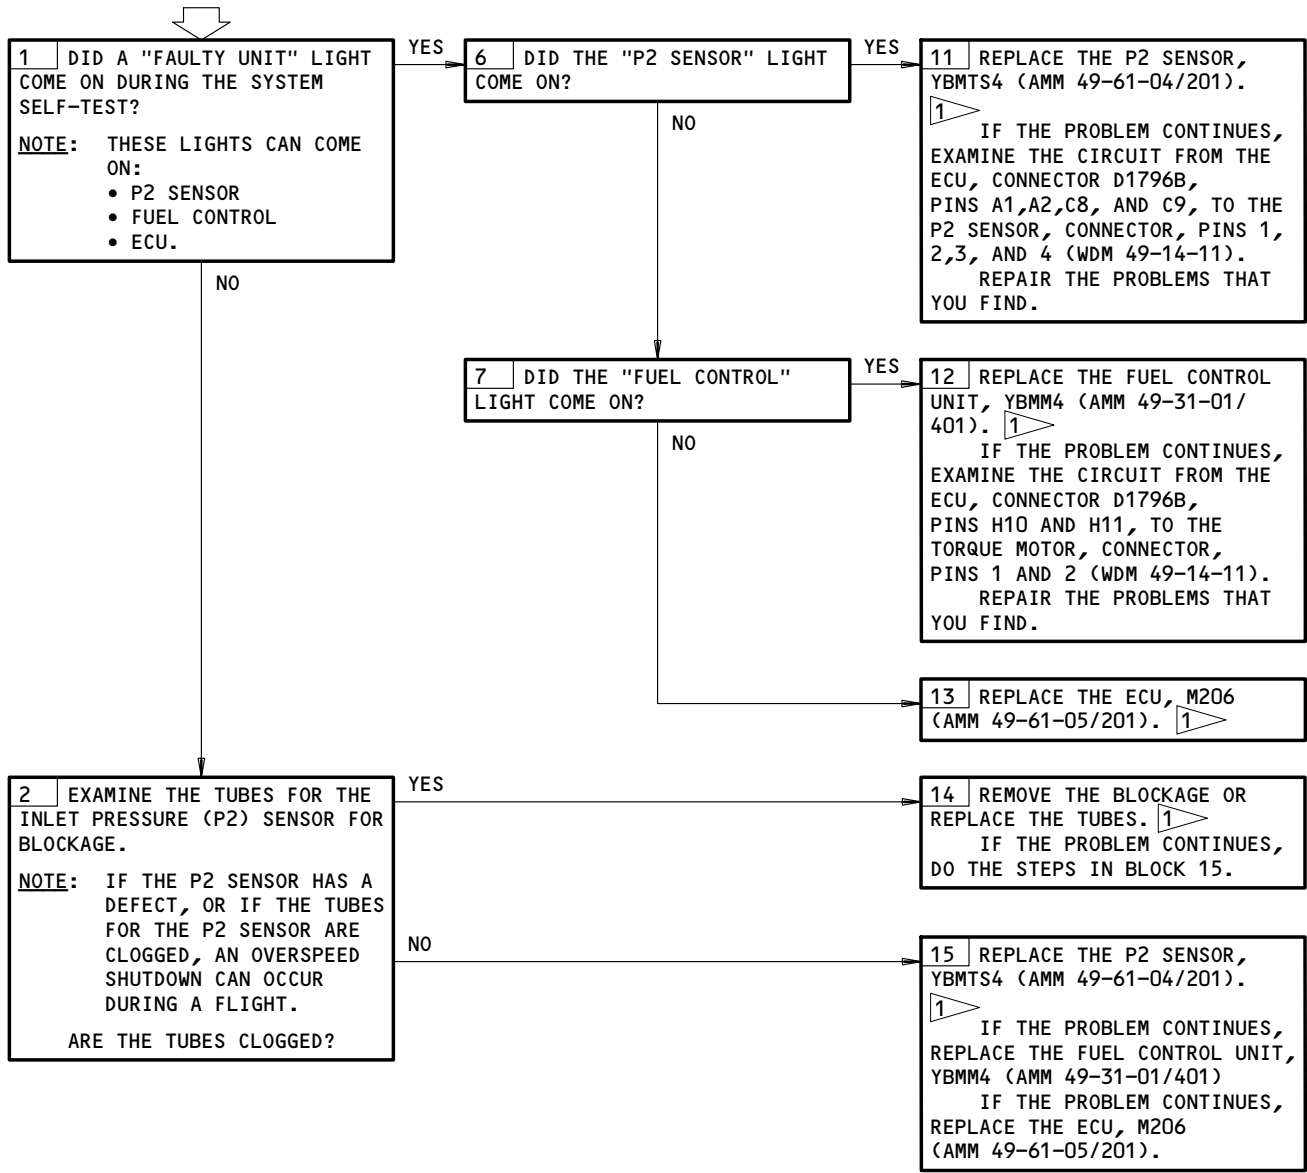 1 DID A "FAULTY UNIT" LIGHT
COME ON DURING THE SYSTEM
SELF-TEST?
NOTE: THESE LIGHTS CAN COME
ON:
• P2 SENSOR
• FUEL CONTROL
• ECU.
YES
NO
6 DID THE "P2 SENSOR" LIGHT
COME ON?
YES
NO
11 REPLACE THE P2 SENSOR,
YBMTS4 (AMM 49-61-04/201).
1
IF THE PROBLEM CONTINUES,
EXAMINE THE CIRCUIT FROM THE
ECU, CONNECTOR D1796B,
PINS A1,A2,C8, AND C9, TO THE
P2 SENSOR, CONNECTOR, PINS 1,
2,3, AND 4 (WDM 49-14-11).
REPAIR THE PROBLEMS THAT
YOU FIND.
7 DID THE "FUEL CONTROL"
LIGHT COME ON?
YES
NO
12 REPLACE THE FUEL CONTROL
UNIT, YBMM4 (AMM 49-31-01/
401). 1
IF THE PROBLEM CONTINUES,
EXAMINE THE CIRCUIT FROM THE
ECU, CONNECTOR D1796B,
PINS H10 AND H11, TO THE
TORQUE MOTOR, CONNECTOR,
PINS 1 AND 2 (WDM 49-14-11).
REPAIR THE PROBLEMS THAT
YOU FIND.
13 REPLACE THE ECU, M206
(AMM 49-61-05/201). 1
2 EXAMINE THE TUBES FOR THE
INLET PRESSURE (P2) SENSOR FOR
BLOCKAGE.
NOTE: IF THE P2 SENSOR HAS A
DEFECT, OR IF THE TUBES
FOR THE P2 SENSOR ARE
CLOGGED, AN OVERSPEED
SHUTDOWN CAN OCCUR
DURING A FLIGHT.
ARE THE TUBES CLOGGED?
YES
NO
14 REMOVE THE BLOCKAGE OR
REPLACE THE TUBES. 1
IF THE PROBLEM CONTINUES,
DO THE STEPS IN BLOCK 15.
15 REPLACE THE P2 SENSOR,
YBMTS4 (AMM 49-61-04/201).
1
IF THE PROBLEM CONTINUES,
REPLACE THE FUEL CONTROL UNIT,
YBMM4 (AMM 49-31-01/401)
IF THE PROBLEM CONTINUES,
REPLACE THE ECU, M206
(AMM 49-61-05/201).